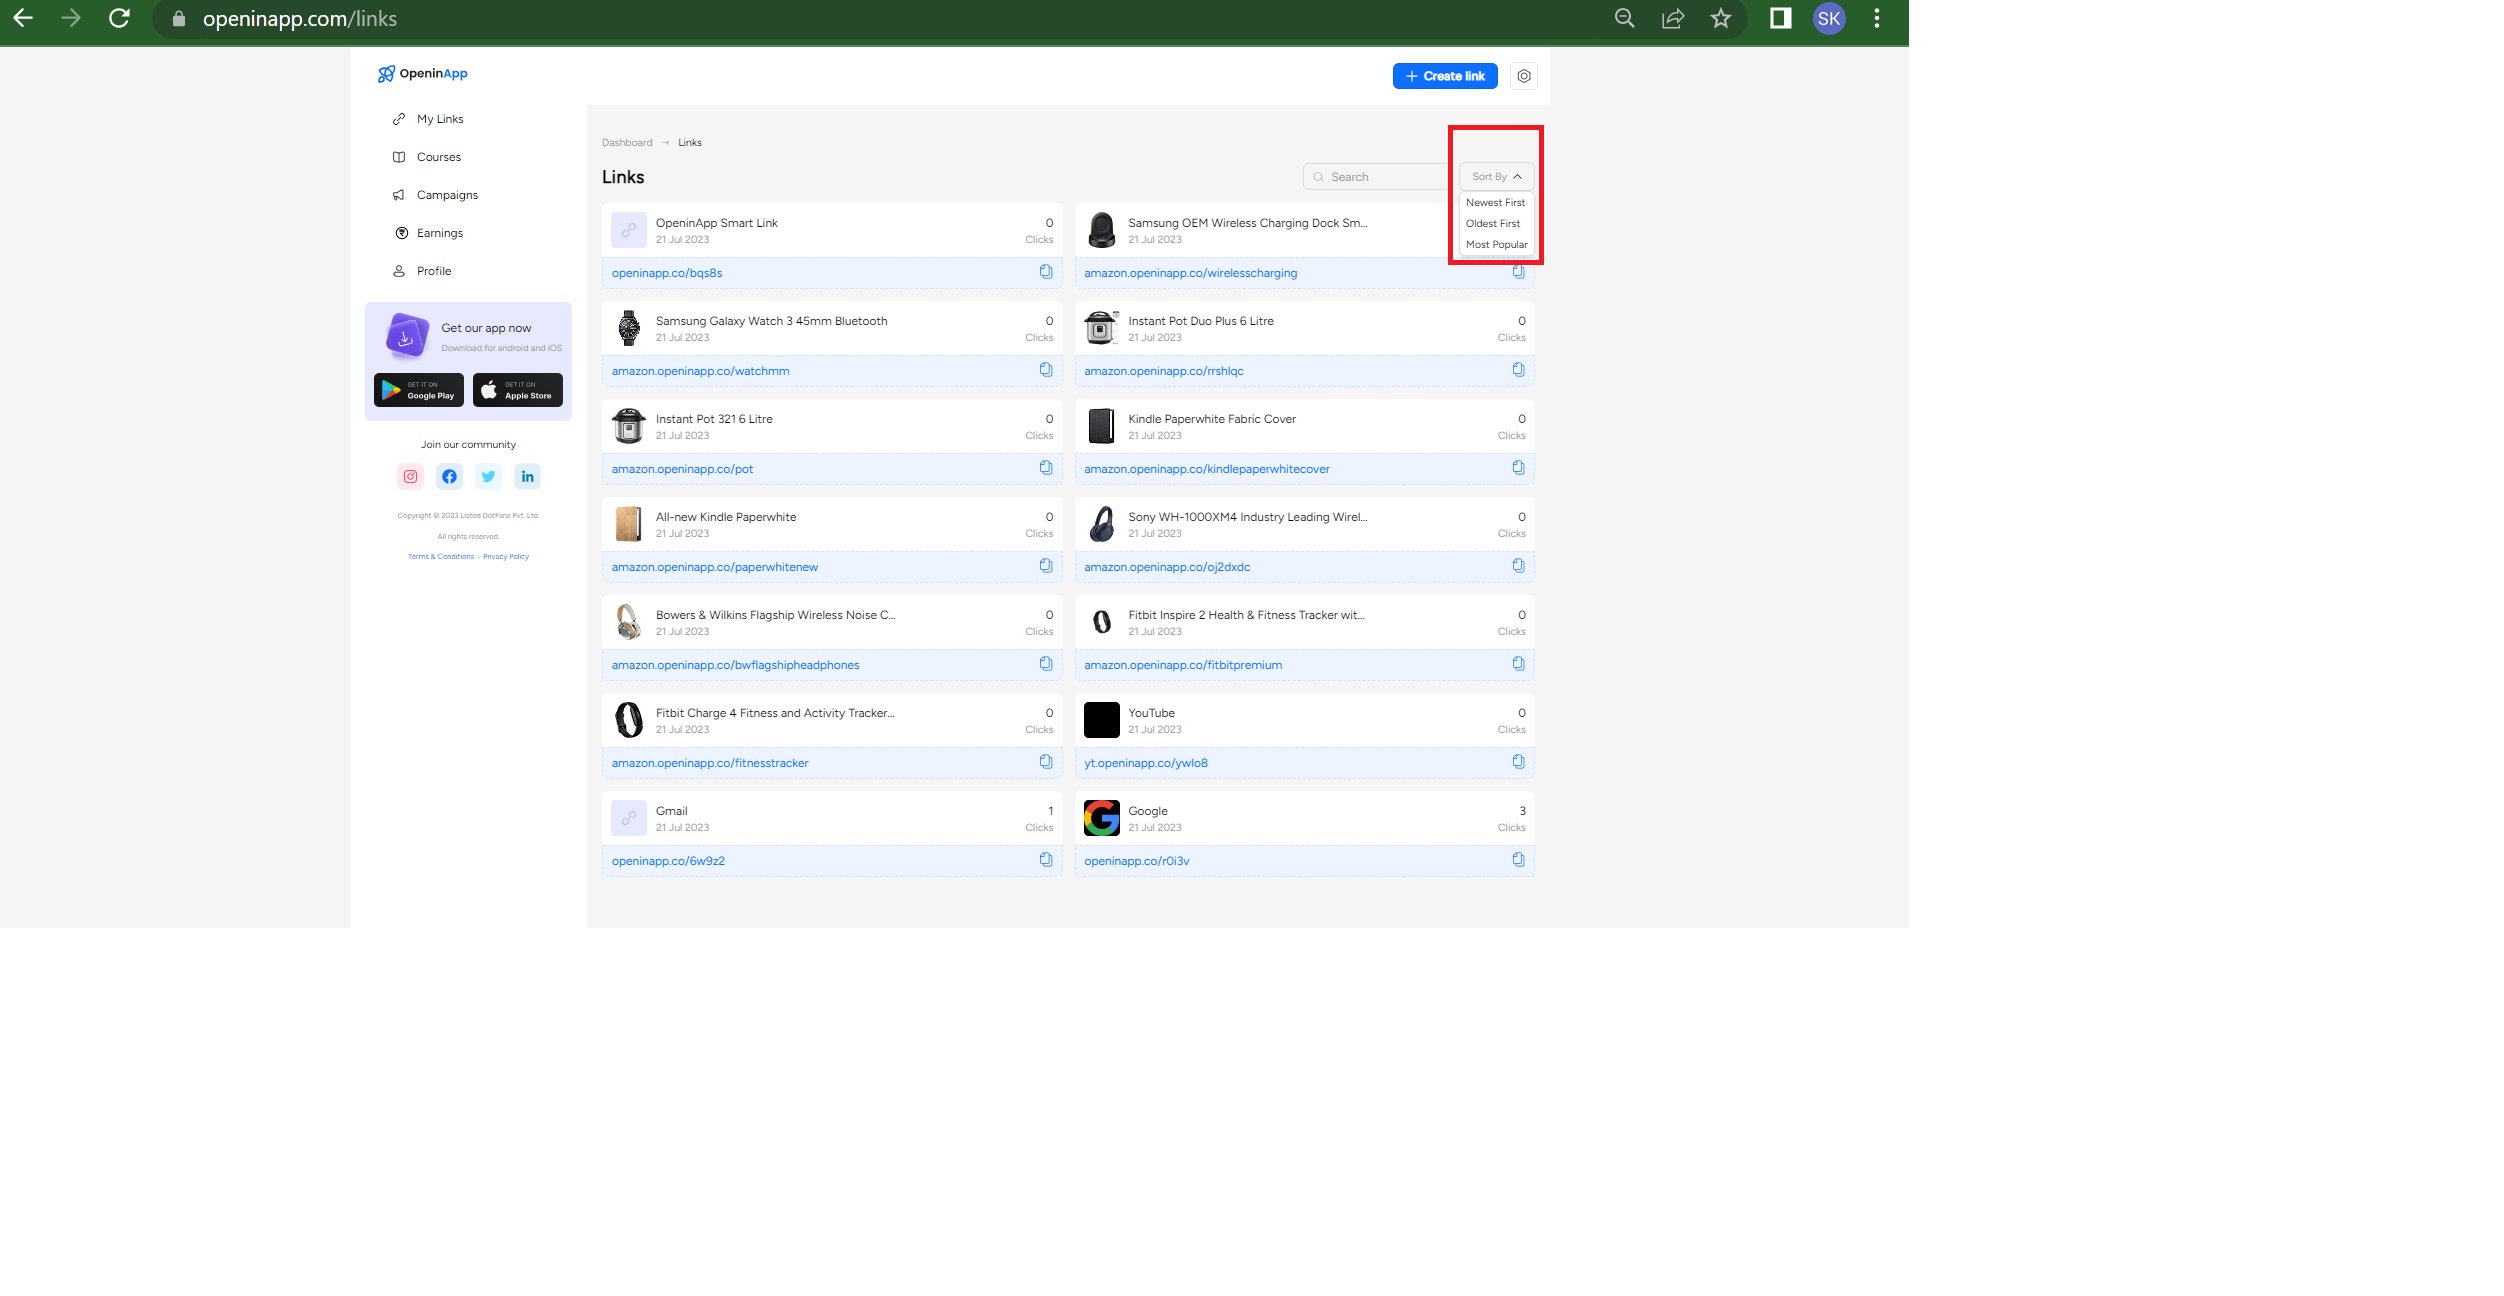 openinapp.com/links
SK
OpeninApp
+ Create link
My Links
Courses
Campaigns
Earnings
Profile
Get our app now
Download for android and iOS
GET IT ON
Google Play
GET IT ON
Apple Store
Join our community
Copyright © 2023 Listed DotFans Pvt. Ltd.
All rights reserved.
Terms & Conditions - Privacy Policy
Dashboard → Links
Links
Search
Sort By
Newest First
Oldest First
Most Popular
OpeninApp Smart Link 0
21 Jul 2023 Clicks
openinapp.co/bqs8s
Samsung OEM Wireless Charging Dock Sm...
21 Jul 2023
amazon.openinapp.co/wirelesscharging
Samsung Galaxy Watch 3 45mm Bluetooth 0
21 Jul 2023 Clicks
amazon.openinapp.co/watchmm
Instant Pot Duo Plus 6 Litre 0
21 Jul 2023 Clicks
amazon.openinapp.co/rrshlqc
Instant Pot 321 6 Litre 0
21 Jul 2023 Clicks
amazon.openinapp.co/pot
Kindle Paperwhite Fabric Cover 0
21 Jul 2023 Clicks
amazon.openinapp.co/kindlepaperwhitecover
All-new Kindle Paperwhite 0
21 Jul 2023 Clicks
amazon.openinapp.co/paperwhitenew
Sony WH-1000XM4 Industry Leading Wirel... 0
21 Jul 2023 Clicks
amazon.openinapp.co/oj2dxdc
Bowers & Wilkins Flagship Wireless Noise C... 0
21 Jul 2023 Clicks
amazon.openinapp.co/bwflagshipheadphones
Fitbit Inspire 2 Health & Fitness Tracker wit... 0
21 Jul 2023 Clicks
amazon.openinapp.co/fitbitpremium
Fitbit Charge 4 Fitness and Activity Tracker... 0
21 Jul 2023 Clicks
amazon.openinapp.co/fitnesstracker
YouTube 0
21 Jul 2023 Clicks
yt.openinapp.co/ywlo8
Gmail 1
21 Jul 2023 Clicks
openinapp.co/6w9z2
Google 3
21 Jul 2023 Clicks
openinapp.co/r0i3v